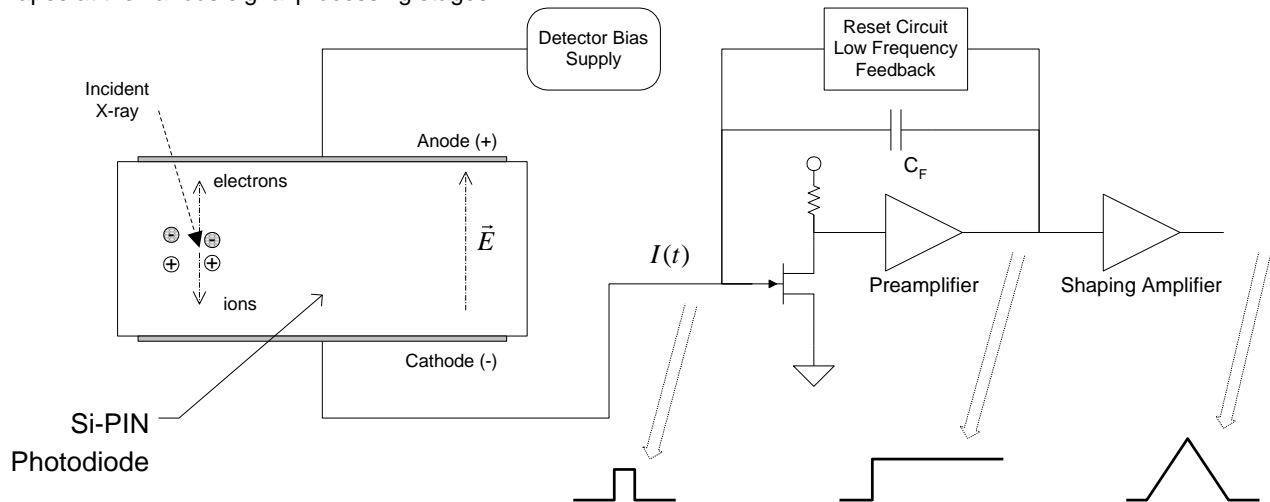 Detector Bias
Supply
Reset Circuit
Low Frequency
Feedback
Incident
X-ray
Anode (+)
electrons
-
-
+
+
ions
E
Cathode (-)
Si-PIN
Photodiode
I(t)
C_F
Preamplifier
Shaping Amplifier